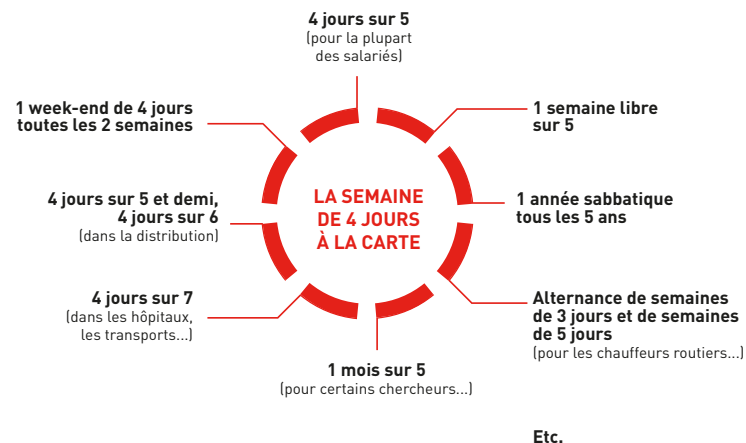 4 jours sur 5
(pour la plupart
des salariés)
1 week-end de 4 jours
toutes les 2 semaines
1 semaine libre
sur 5
4 jours sur 5 et demi,
4 jours sur 6
(dans la distribution)
LA SEMAINE
DE 4 JOURS
À LA CARTE
1 année sabbatique
tous les 5 ans
4 jours sur 7
(dans les hôpitaux,
les transports...)
Alternance de semaines
de 3 jours et de semaines
de 5 jours
(pour les chauffeurs routiers...)
1 mois sur 5
(pour certains chercheurs...)
Etc.